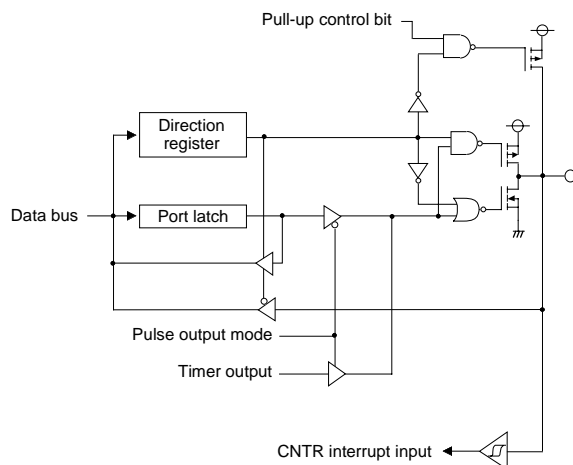 Pull-up control bit
Direction
register
Data bus
Port latch
Pulse output mode
Timer output
CNTR interrupt input